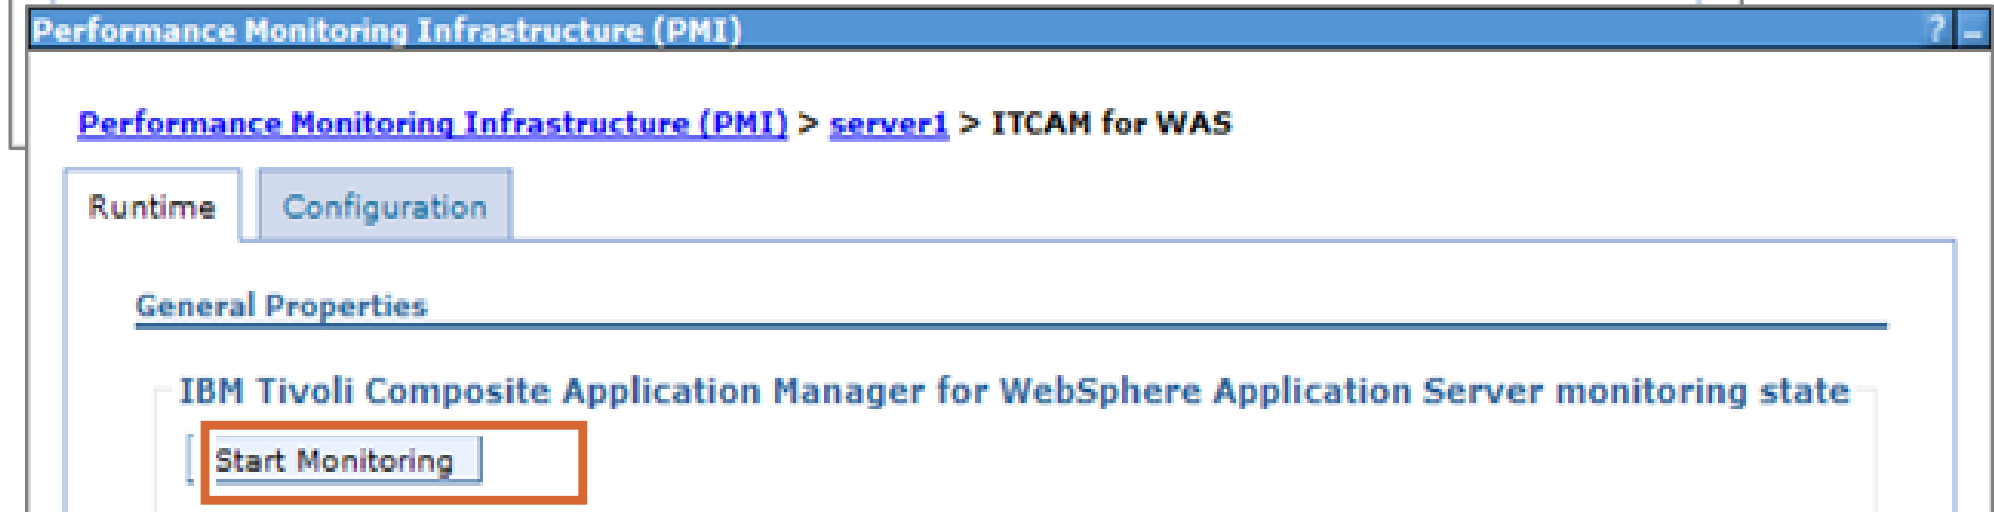 Performance Monitoring Infrastructure (PMI) ? -
Performance Monitoring Infrastructure (PMI) > server1 > ITCAM for WAS
Runtime Configuration
General Properties
IBM Tivoli Composite Application Manager for WebSphere Application Server monitoring state
Start Monitoring